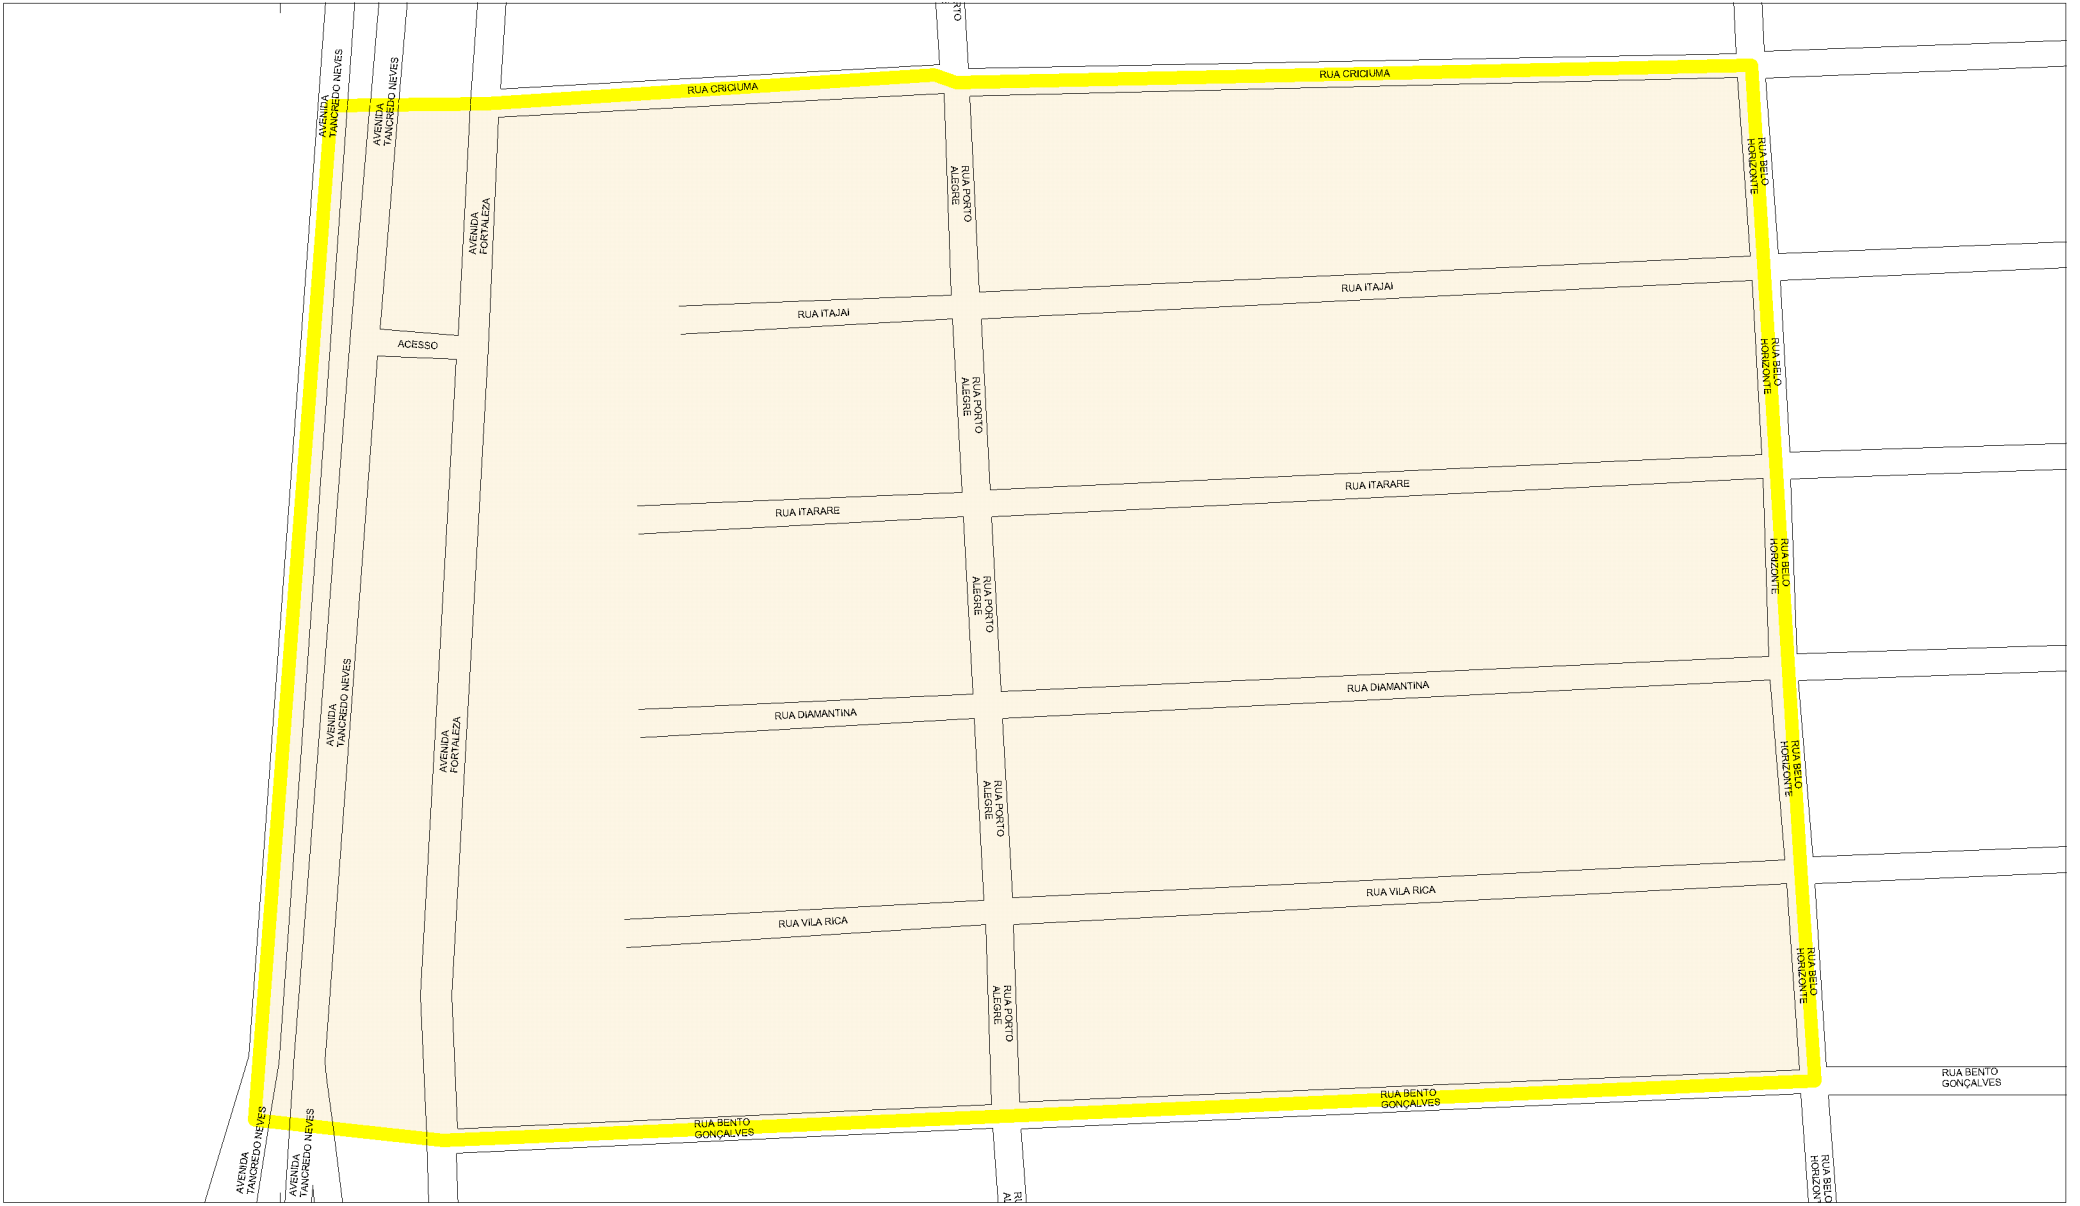 RTO
AVENIDA
TANCREDO NEVES
AVENIDA
TANCREDO NEVES
RUA CRICIUMA
RUA CRICIUMA
RUA BELO
HORIZONTE
RUA PORTO
ALEGRE
AVENIDA
FORTALEZA
RUA ITAJAI
RUA ITAJAI
ACESSO
RUA BELO
HORIZONTE
RUA PORTO
ALEGRE
RUA ITARARE
RUA ITARARE
RUA BELO
HORIZONTE
RUA PORTO
ALEGRE
AVENIDA
TANCREDO NEVES
RUA DIAMANTINA
RUA DIAMANTINA
AVENIDA
FORTALEZA
RUA BELO
HORIZONTE
RUA PORTO
ALEGRE
RUA VILA RICA
RUA VILA RICA
RUA BELO
HORIZONTE
RUA PORTO
ALEGRE
RUA BENTO
GONÇALVES
RUA BENTO
GONÇALVES
RUA BENTO
GONÇALVES
AVENIDA
TANCREDO NEVES
AVENIDA
TANCREDO NEVES
RU
AL
RUA BELO
HORIZON